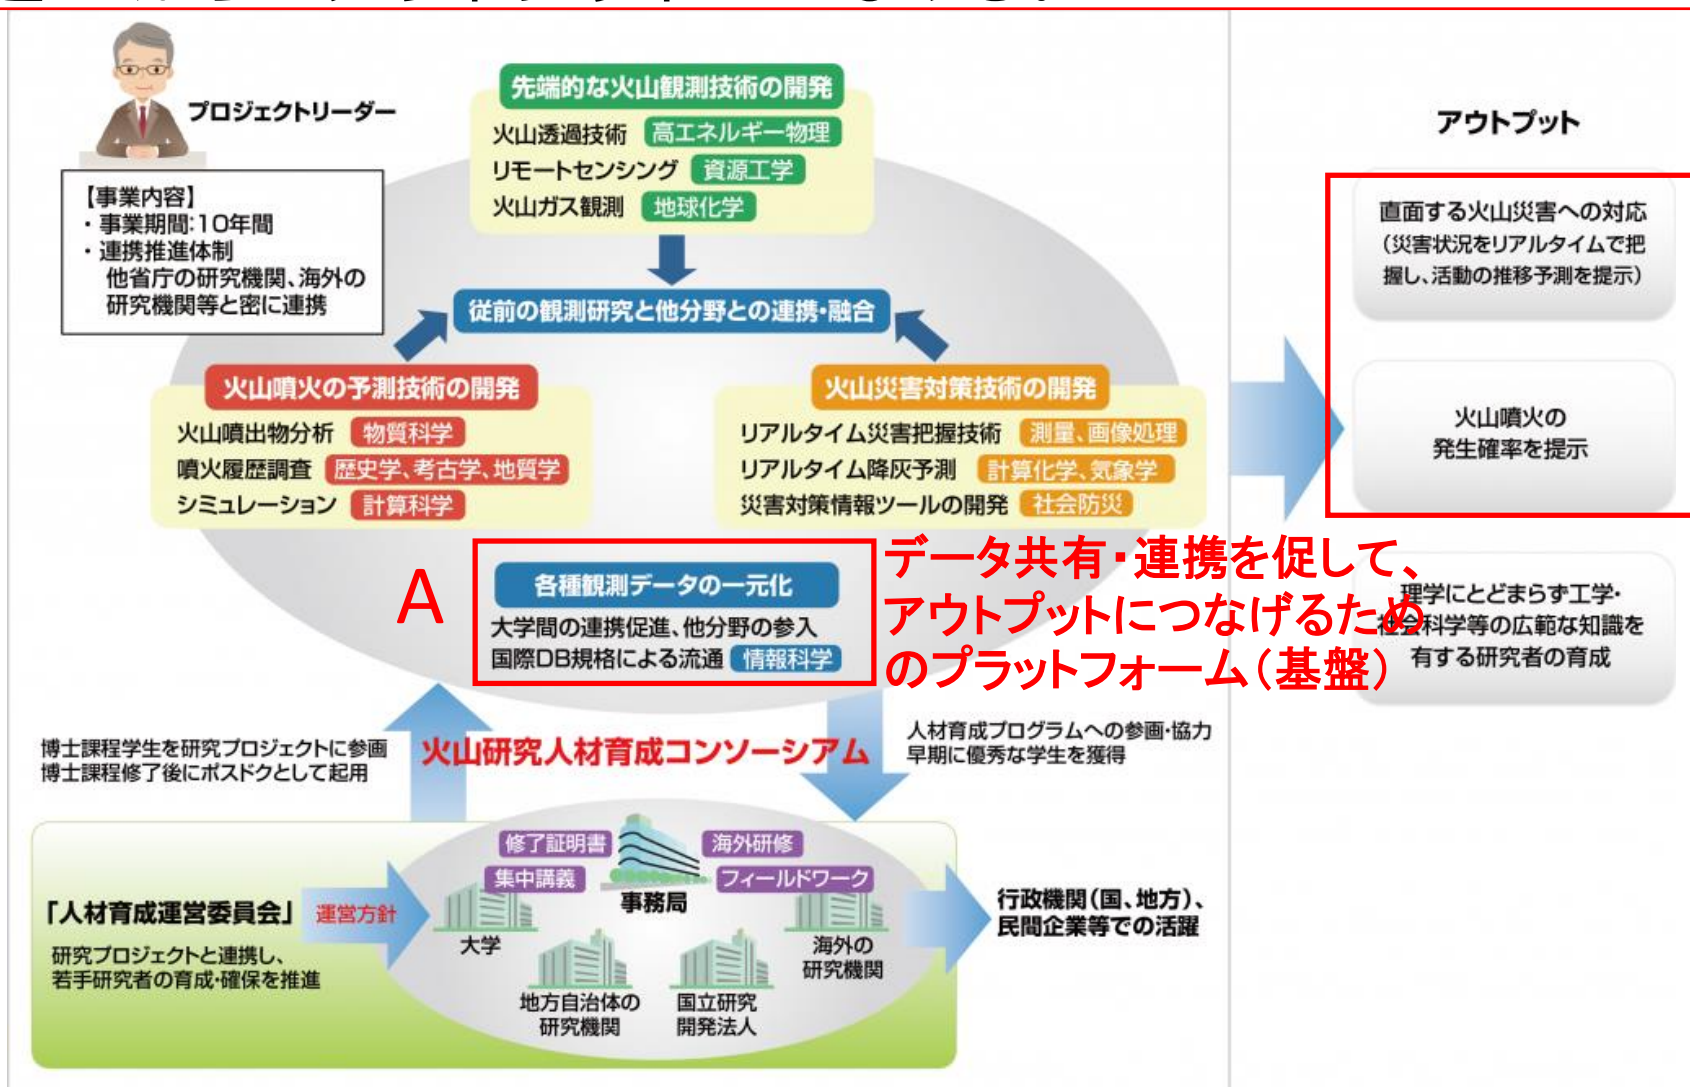 プロジェクトリーダー
【事業内容】
・事業期間:10年間
・連携推進体制
他省庁の研究機関、海外の
研究機関等と密に連携
先端的な火山観測技術の開発
火山透過技術 高エネルギー物理
リモートセンシング 資源工学
火山ガス観測 地球化学
従前の観測研究と他分野との連携・融合
火山噴火の予測技術の開発
火山噴出物分析 物質科学
噴火履歴調査 歴史学、考古学、地質学
シミュレーション 計算科学
火山災害対策技術の開発
リアルタイム災害把握技術 測量、画像処理
リアルタイム降灰予測 計算化学、気象学
災害対策情報ツールの開発 社会防災
A
各種観測データの一元化
大学間の連携促進、他分野の参入
国際DB規格による流通 情報科学
データ共有・連携を促して、
アウトプットにつなげるため
のプラットフォーム(基盤)
アウトプット
直面する火山災害への対応
(災害状況をリアルタイムで把
握し、活動の推移予測を提示)
火山噴火の
発生確率を提示
理学にとどまらず工学・
社会科学等の広範な知識を
有する研究者の育成
博士課程学生を研究プロジェクトに参画
博士課程修了後にポスドクとして起用
火山研究人材育成コンソーシアム
人材育成プログラムへの参画・協力
早期に優秀な学生を獲得
「人材育成運営委員会」
研究プロジェクトと連携し、
若手研究者の育成・確保を推進
運営方針
修了証明書
海外研修
集中講義
フィールドワーク
事務局
大学
地方自治体の
研究機関
国立研究
開発法人
海外の
研究機関
行政機関(国、地方)、
民間企業等での活躍